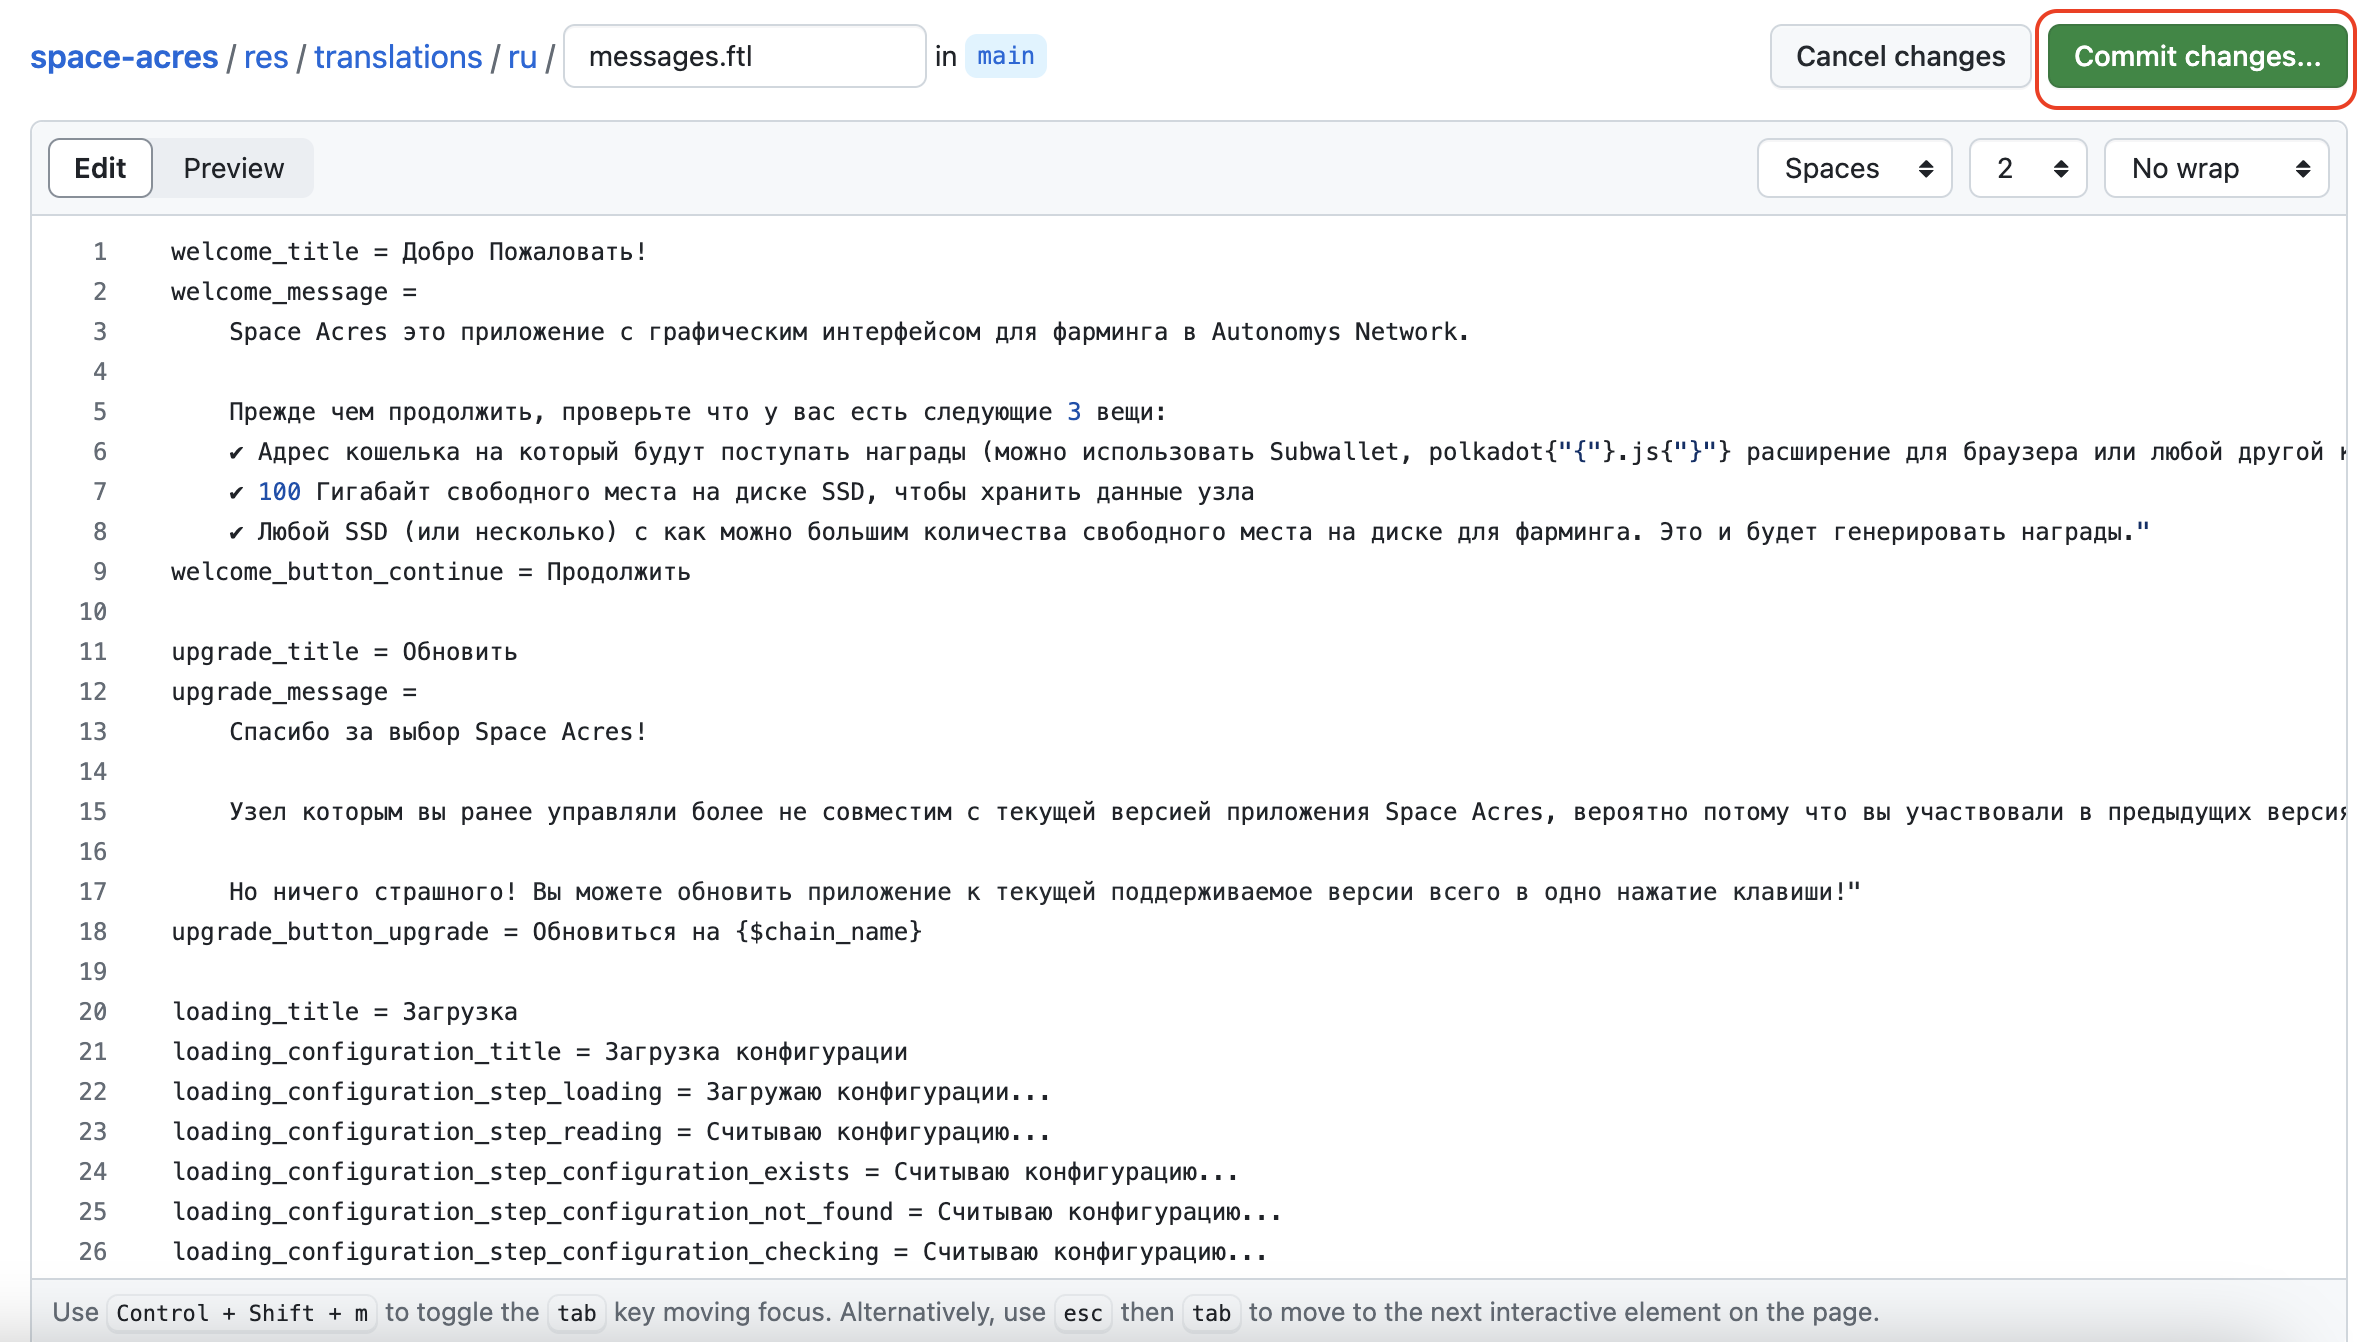 space-acres / res / translations / ru / messages.ftl in main Cancel changes Commit changes...
Edit Preview Spaces 2 No wrap
1 welcome_title = Добро Пожаловать!
2 welcome_message =
3 Space Acres это приложение с графическим интерфейсом для фарминга в Autonomys Network.
4
5 Прежде чем продолжить, проверьте что у вас есть следующие 3 вещи:
6 ✔ Адрес кошелька на который будут поступать награды (можно использовать Subwallet, polkadot{"{"}.js{"}"} расширение для браузера или любой другой
7 ✔ 100 Гигабайт свободного места на диске SSD, чтобы хранить данные узла
8 ✔ Любой SSD (или несколько) с как можно большим количества свободного места на диске для фарминга. Это и будет генерировать награды."
9 welcome_button_continue = Продолжить
10
11 upgrade_title = Обновить
12 upgrade_message =
13 Спасибо за выбор Space Acres!
14
15 Узел которым вы ранее управляли более не совместим с текущей версией приложения Space Acres, вероятно потому что вы участвовали в предыдущих
16
17 Но ничего страшного! Вы можете обновить приложение к текущей поддерживаемое версии всего в одно нажатие клавиши!"
18 upgrade_button_upgrade = Обновиться на {$chain_name}
19
20 loading_title = Загрузка
21 loading_configuration_title = Загрузка конфигурации
22 loading_configuration_step_loading = Загружаю конфигурации...
23 loading_configuration_step_reading = Считываю конфигурацию...
24 loading_configuration_step_configuration_exists = Считываю конфигурацию...
25 loading_configuration_step_configuration_not_found = Считываю конфигурацию...
26 loading_configuration_step_configuration_checking = Считываю конфигурацию...
Use Control + Shift + m to toggle the tab key moving focus. Alternatively, use esc then tab to move to the next interactive element on the page.